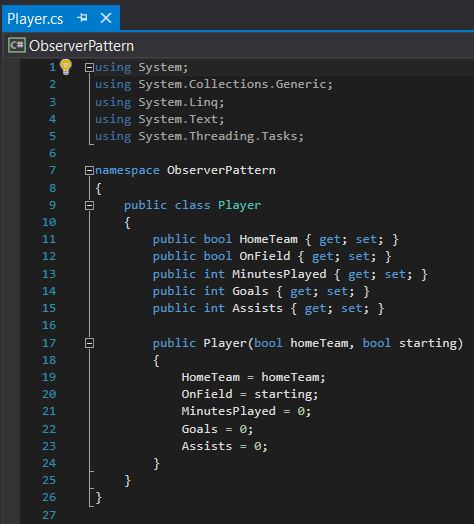 Player.cs
C# ObserverPattern
1 using System;
2 using System.Collections.Generic;
3 using System.Linq;
4 using System.Text;
5 using System.Threading.Tasks;
6
7 namespace ObserverPattern
8 {
9 public class Player
10 {
11 public bool HomeTeam { get; set; }
12 public bool OnField { get; set; }
13 public int MinutesPlayed { get; set; }
14 public int Goals { get; set; }
15 public int Assists { get; set; }
16
17 public Player(bool homeTeam, bool starting)
18 {
19 HomeTeam = homeTeam;
20 OnField = starting;
21 MinutesPlayed = 0;
22 Goals = 0;
23 Assists = 0;
24 }
25 }
26 }
27